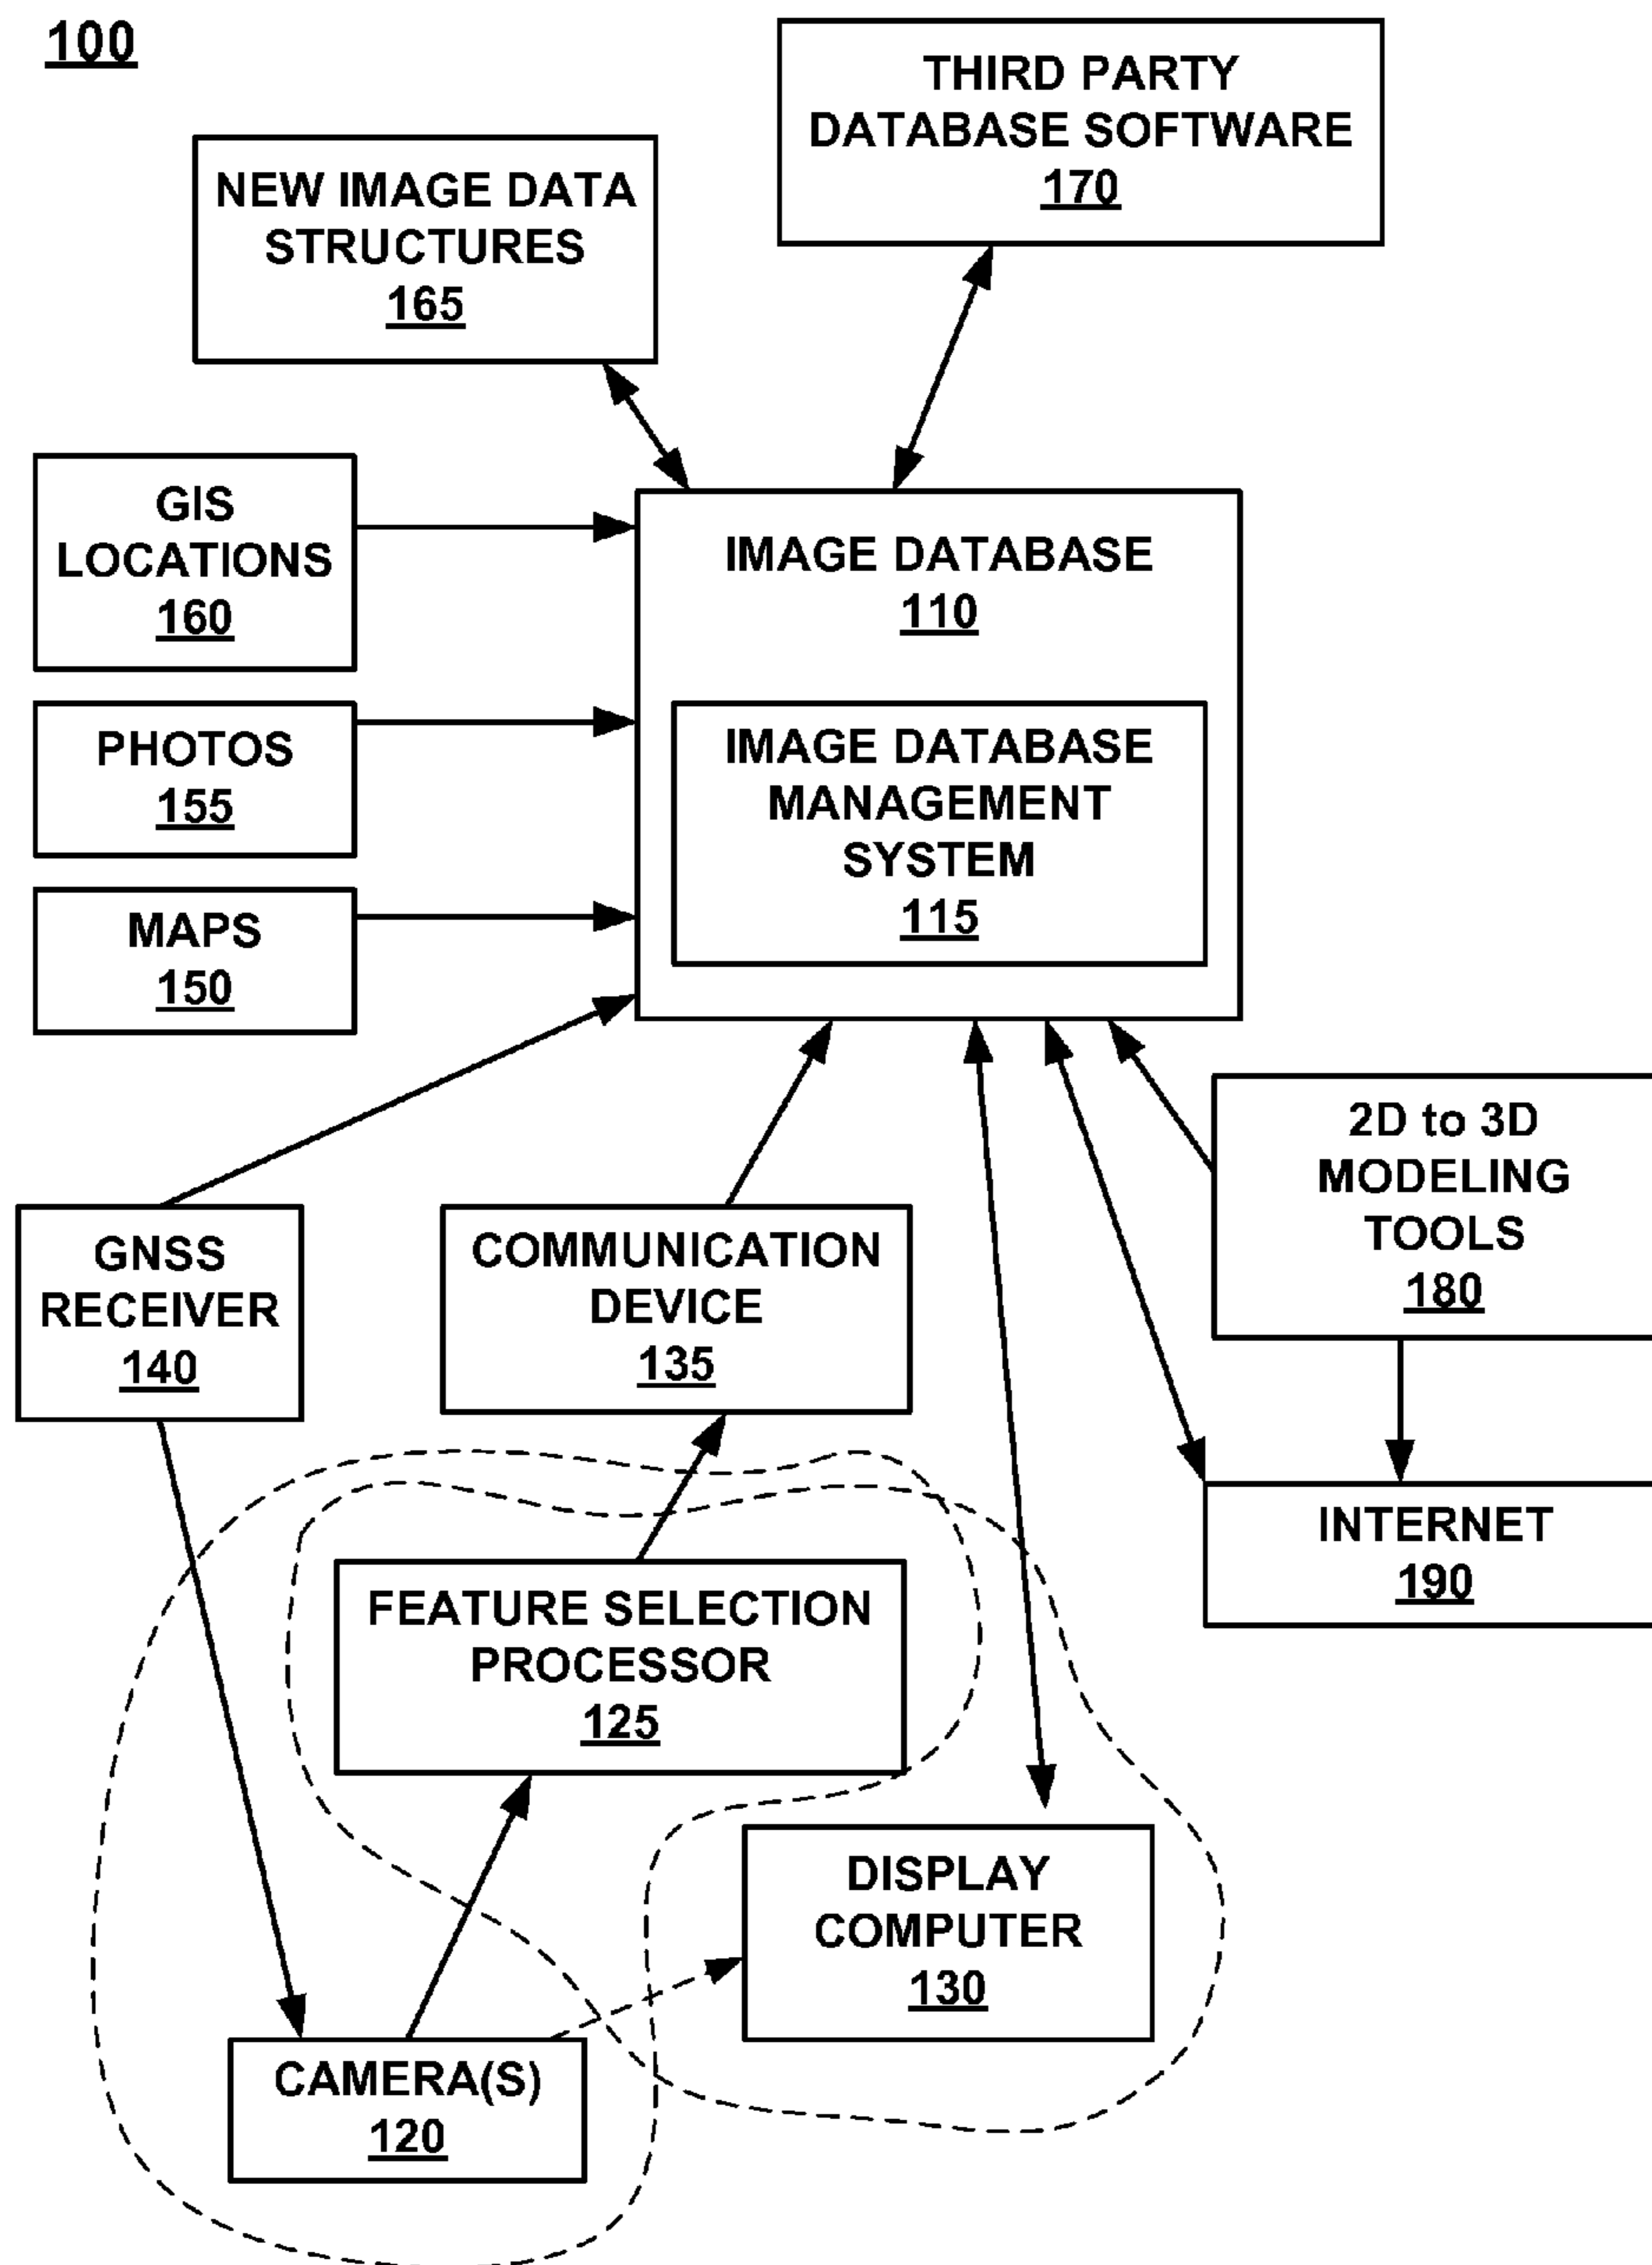 100
THIRD PARTY
DATABASE SOFTWARE
170
NEW IMAGE DATA
STRUCTURES
165
GIS
LOCATIONS
160
IMAGE DATABASE
110
PHOTOS
155
IMAGE DATABASE
MANAGEMENT
SYSTEM
115
MAPS
150
2D to 3D
MODELING
TOOLS
180
GNSS
RECEIVER
140
COMMUNICATION
DEVICE
135
INTERNET
190
FEATURE SELECTION
PROCESSOR
125
DISPLAY
COMPUTER
130
CAMERA(S)
120